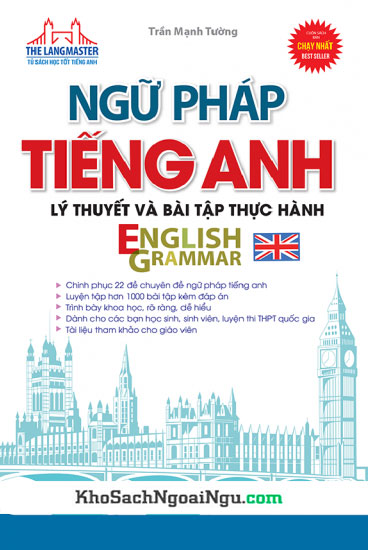 Trần Mạnh Tường
THE LANGMASTER
TỦ SÁCH HỌC TỐT TIẾNG ANH
CUỐN SÁCH
BÁN
CHẠY NHẤT
BEST SELLER
NGỮ PHÁP
TIẾNG ANH
LÝ THUYẾT VÀ BÀI TẬP THỰC HÀNH
ENGLISH
GRAMMAR
Chinh phục 22 đề chuyên đề ngữ pháp tiếng anh
Luyện tập hơn 1000 bài tập kèm đáp án
Trình bày khoa học, rõ ràng, dễ hiểu
Dành cho các bạn học sinh, sinh viên, luyện thi THPT quốc gia
Tài liệu tham khảo cho giáo viên
KhoSachNgoaiNgu.com